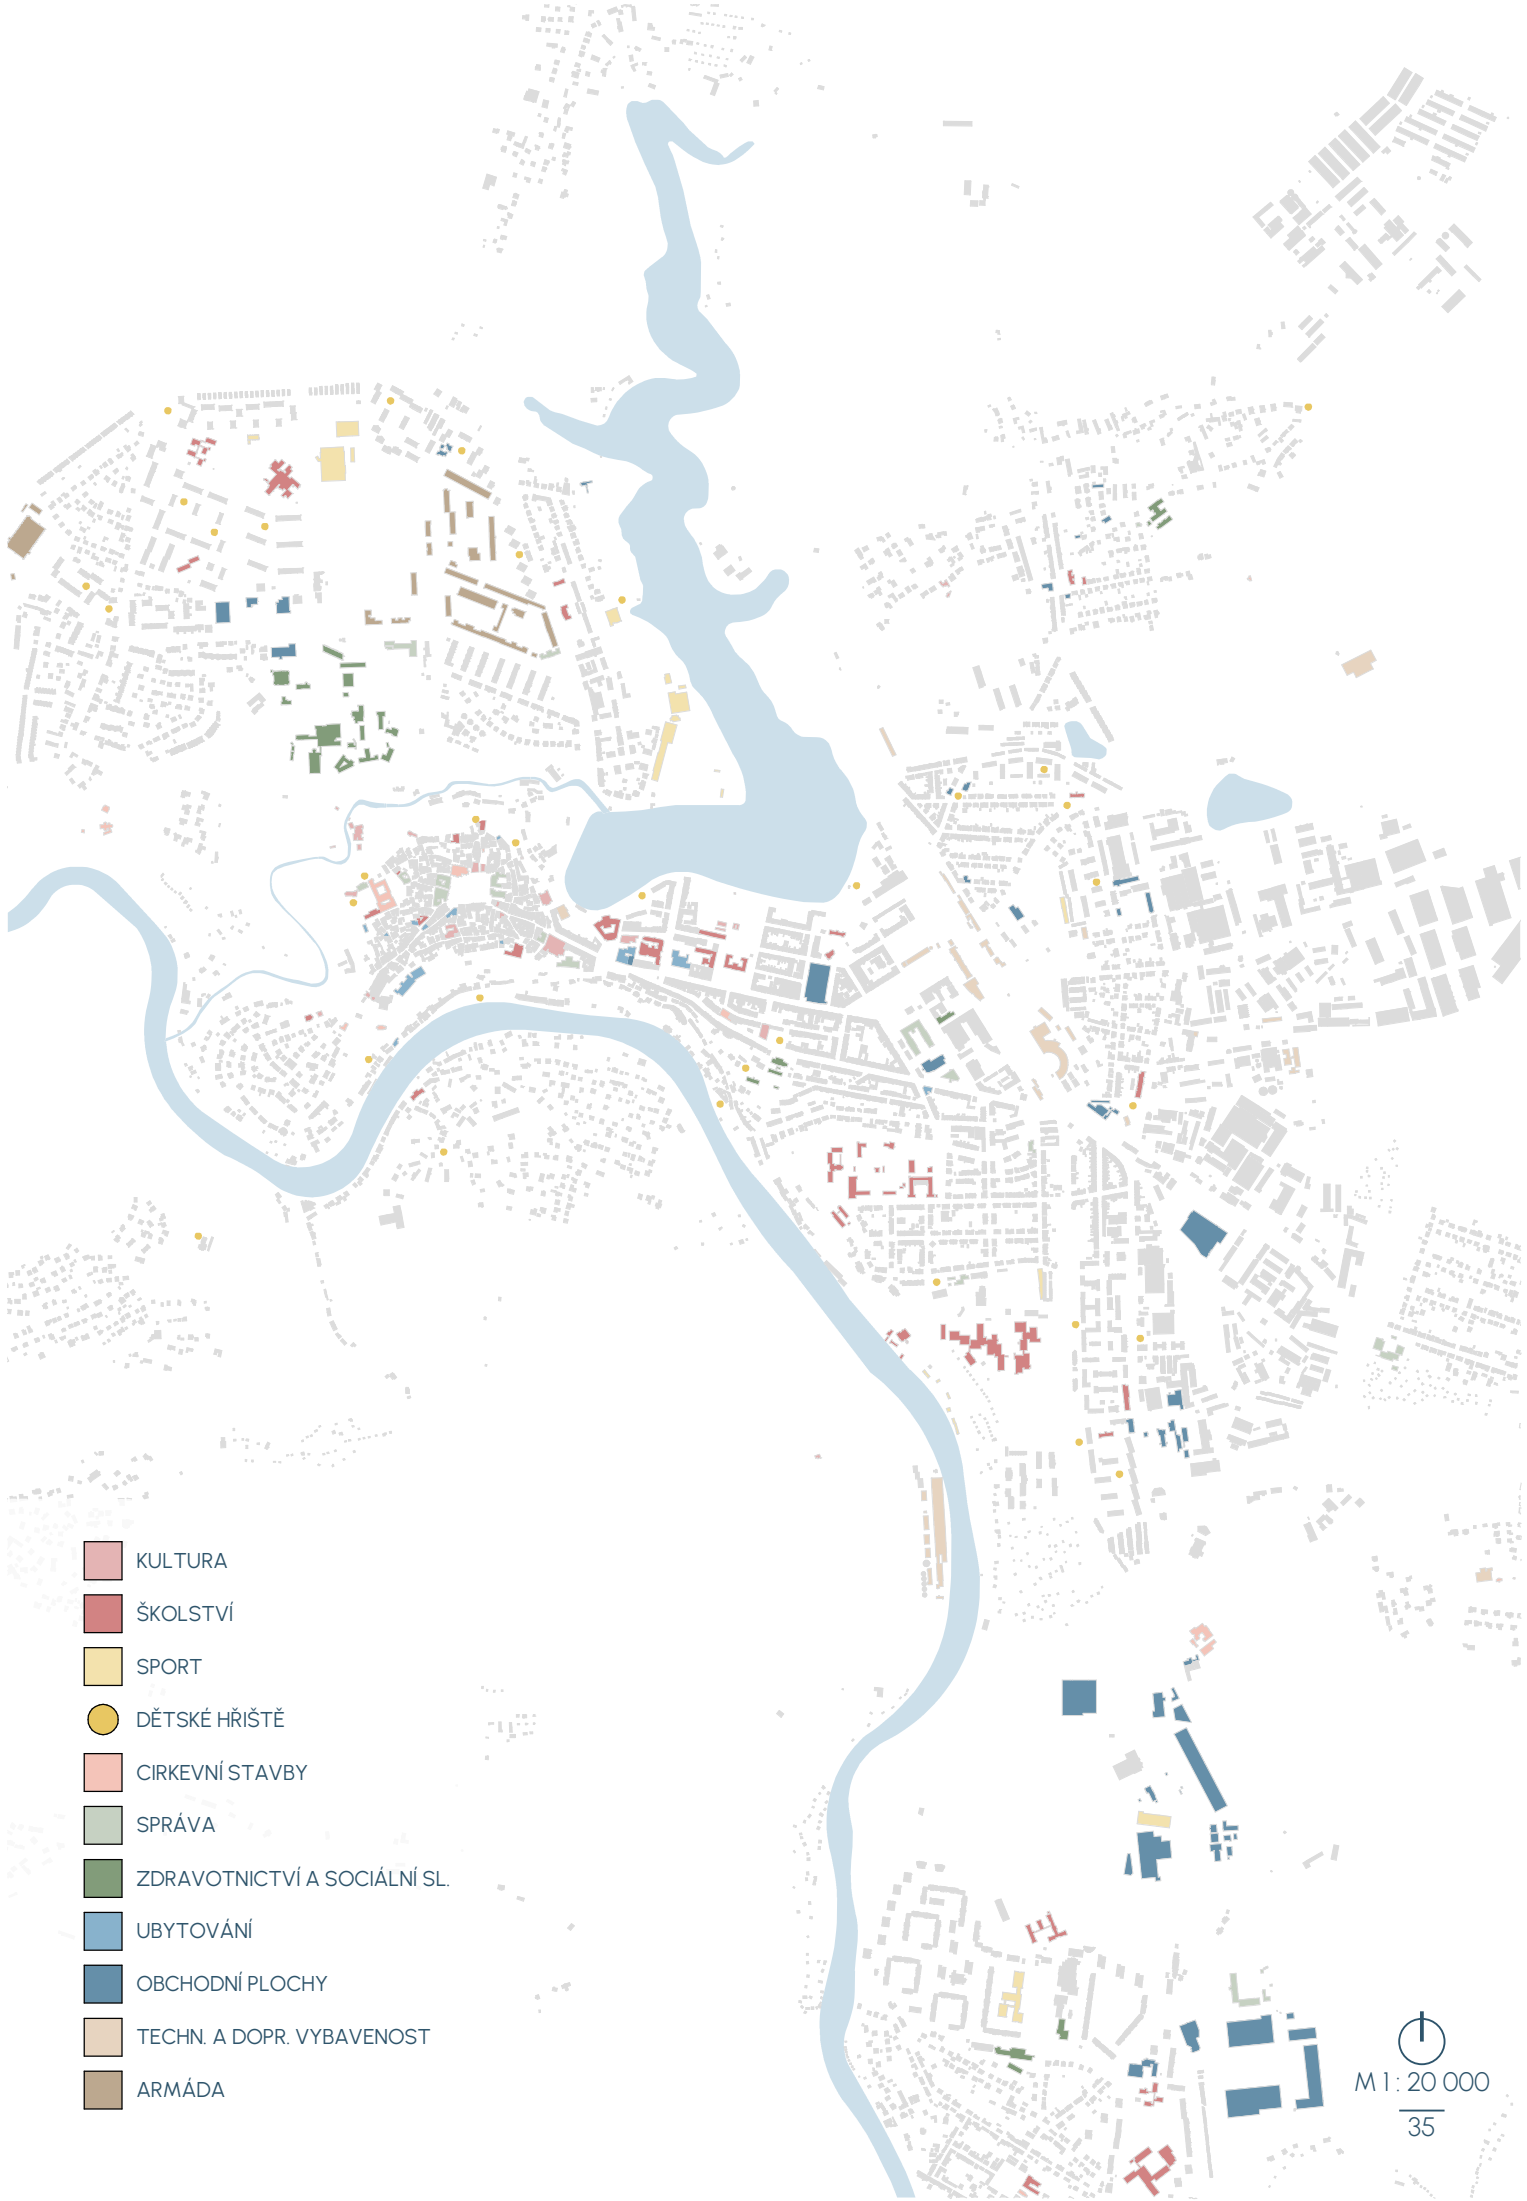 KULTURA
ŠKOLSTVÍ
SPORT
DĚTSKÉ HŘIŠTĚ
CIRKEVNÍ STAVBY
SPRÁVA
ZDRAVOTNICTVÍ A SOCIÁLNÍ SL.
UBYTOVÁNÍ
OBCHODNÍ PLOCHY
TECHN. A DOPR. VYBAVENOST
ARMÁDA
M 1 : 20 000
35